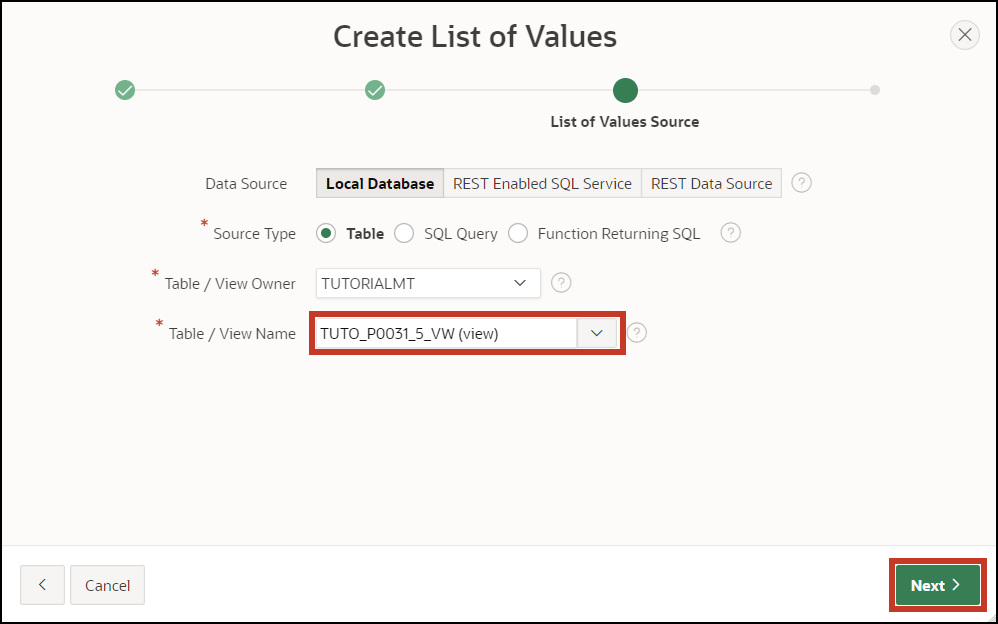 Create List of Values
List of Values Source
Data Source Local Database REST Enabled SQL Service REST Data Source ?
* Source Type Table SQL Query Function Returning SQL ?
* Table / View Owner TUTORIALMT ?
* Table / View Name TUTO_P0031_5_VW (view) ?
Cancel Next